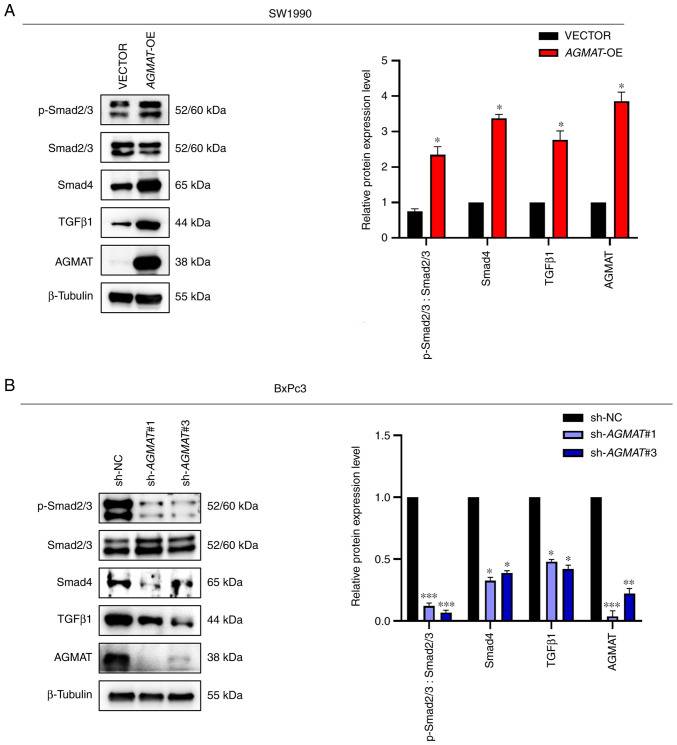 A
SW1990
VECTOR
AGMAT-OE
p-Smad2/3 52/60 kDa
Smad2/3 52/60 kDa
Smad4 65 kDa
TGFβ1 44 kDa
AGMAT 38 kDa
β-Tubulin 55 kDa
VECTOR
AGMAT-OE
Relative protein expression level
5
4
3
2
1
0
*
*
*
*
p-Smad2/3 : Smad2/3
Smad4
TGFβ1
AGMAT
B
BxPc3
sh-NC
sh-AGMAT#1
sh-AGMAT#3
p-Smad2/3 52/60 kDa
Smad2/3 52/60 kDa
Smad4 65 kDa
TGFβ1 44 kDa
AGMAT 38 kDa
β-Tubulin 55 kDa
sh-NC
sh-AGMAT#1
sh-AGMAT#3
Relative protein expression level
1.5
1.0
0.5
0.0
*** ***
* *
* *
*** **
p-Smad2/3 : Smad2/3
Smad4
TGFβ1
AGMAT